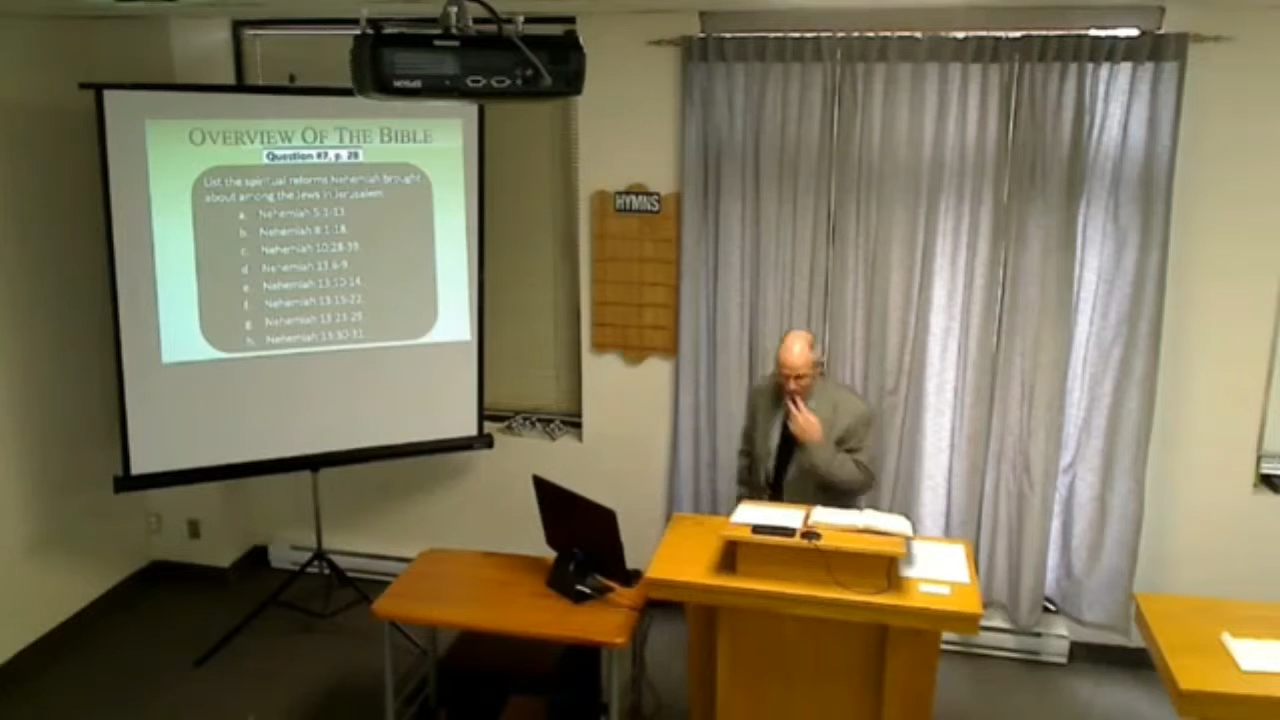 OVERVIEW OF THE BIBLE
Question #7, p. 28
List the spiritual reforms Nehemiah brought
about among the Jews in Jerusalem
a. Nehemiah 5:1-13
b. Nehemiah 8:1-18
c. Nehemiah 10:28-39
d. Nehemiah 13:6-9
e. Nehemiah 13:10-14
f. Nehemiah 13:15-22
g. Nehemiah 13:23-29
h. Nehemiah 13:30-31
HYMNS
EPSON